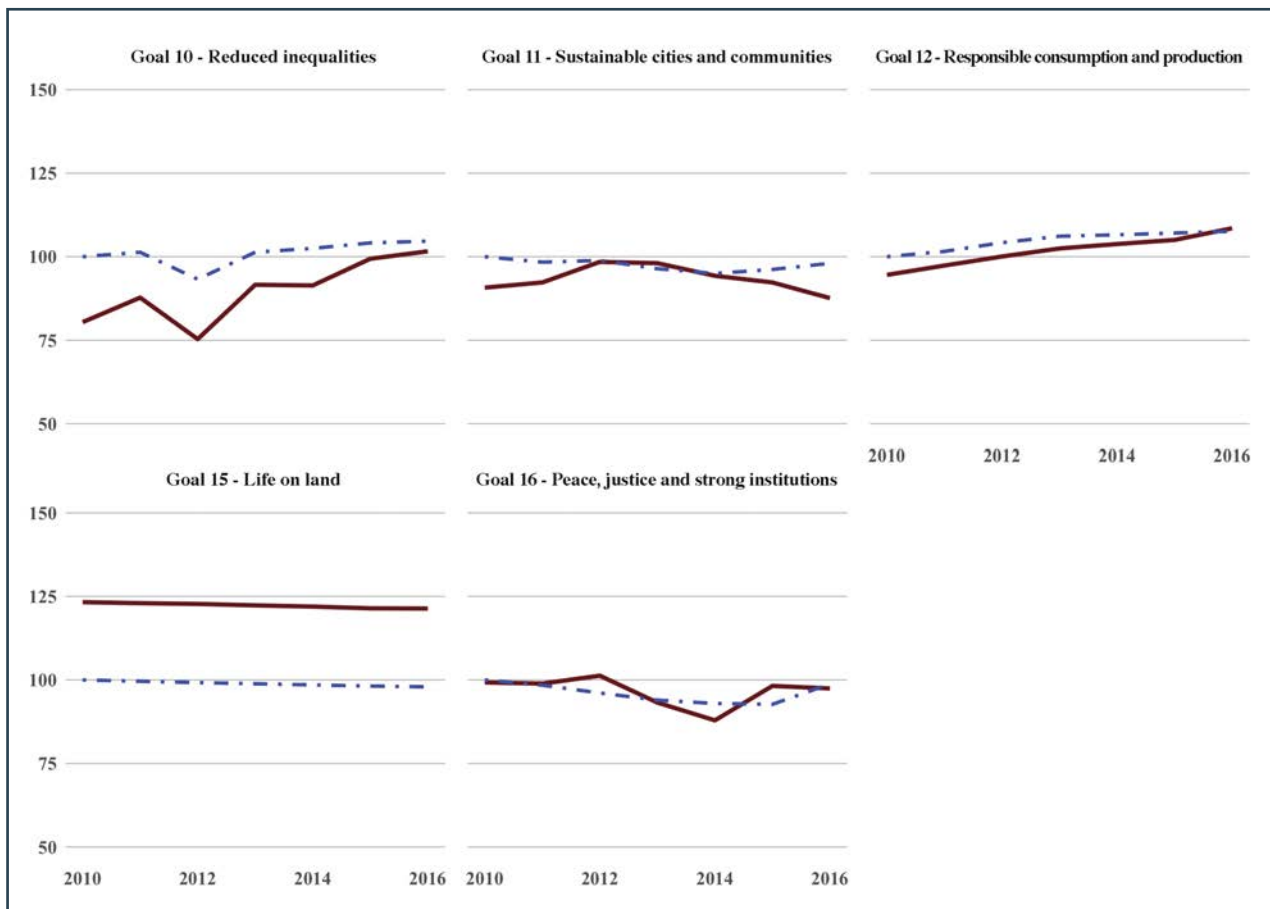 Goal 10 - Reduced inequalities
Goal 11 - Sustainable cities and communities
Goal 12 - Responsible consumption and production
150
125
100
75
50
2010 2012 2014 2016
Goal 15 - Life on land
Goal 16 - Peace, justice and strong institutions
150
125
100
75
50
2010 2012 2014 2016
2010 2012 2014 2016